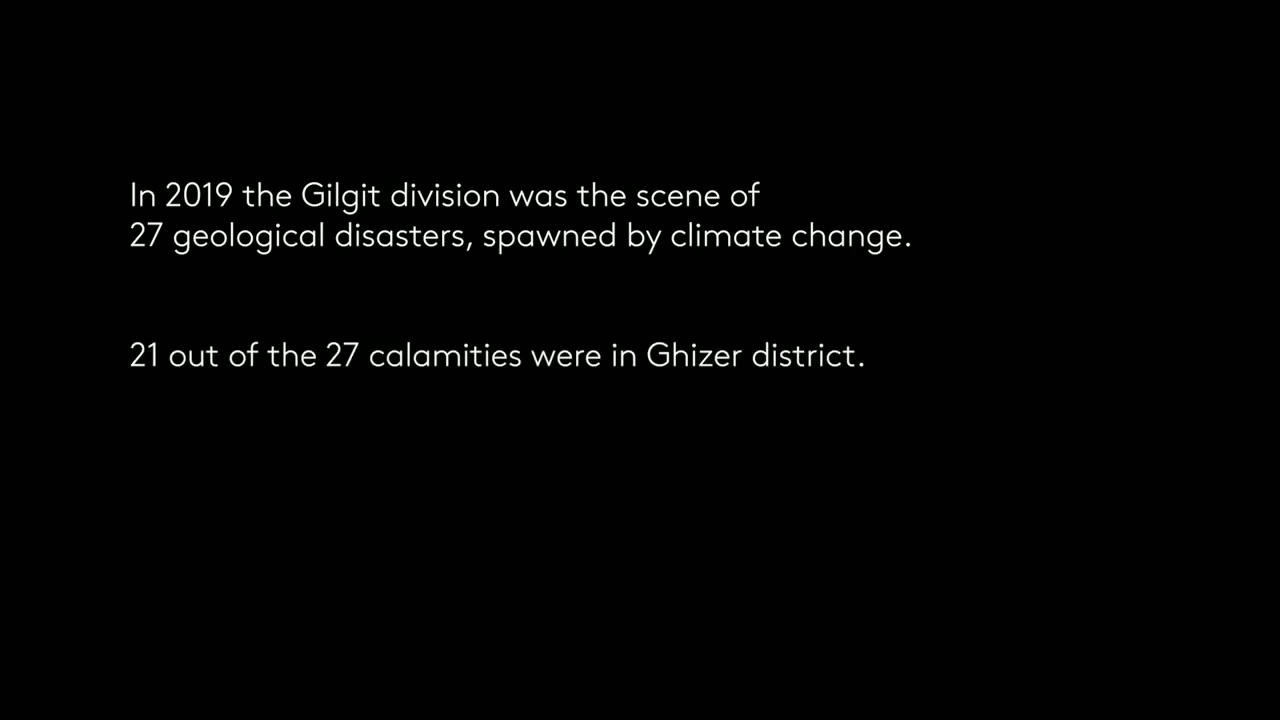 In 2019 the Gilgit division was the scene of
27 geological disasters, spawned by climate change.
21 out of the 27 calamities were in Ghizer district.